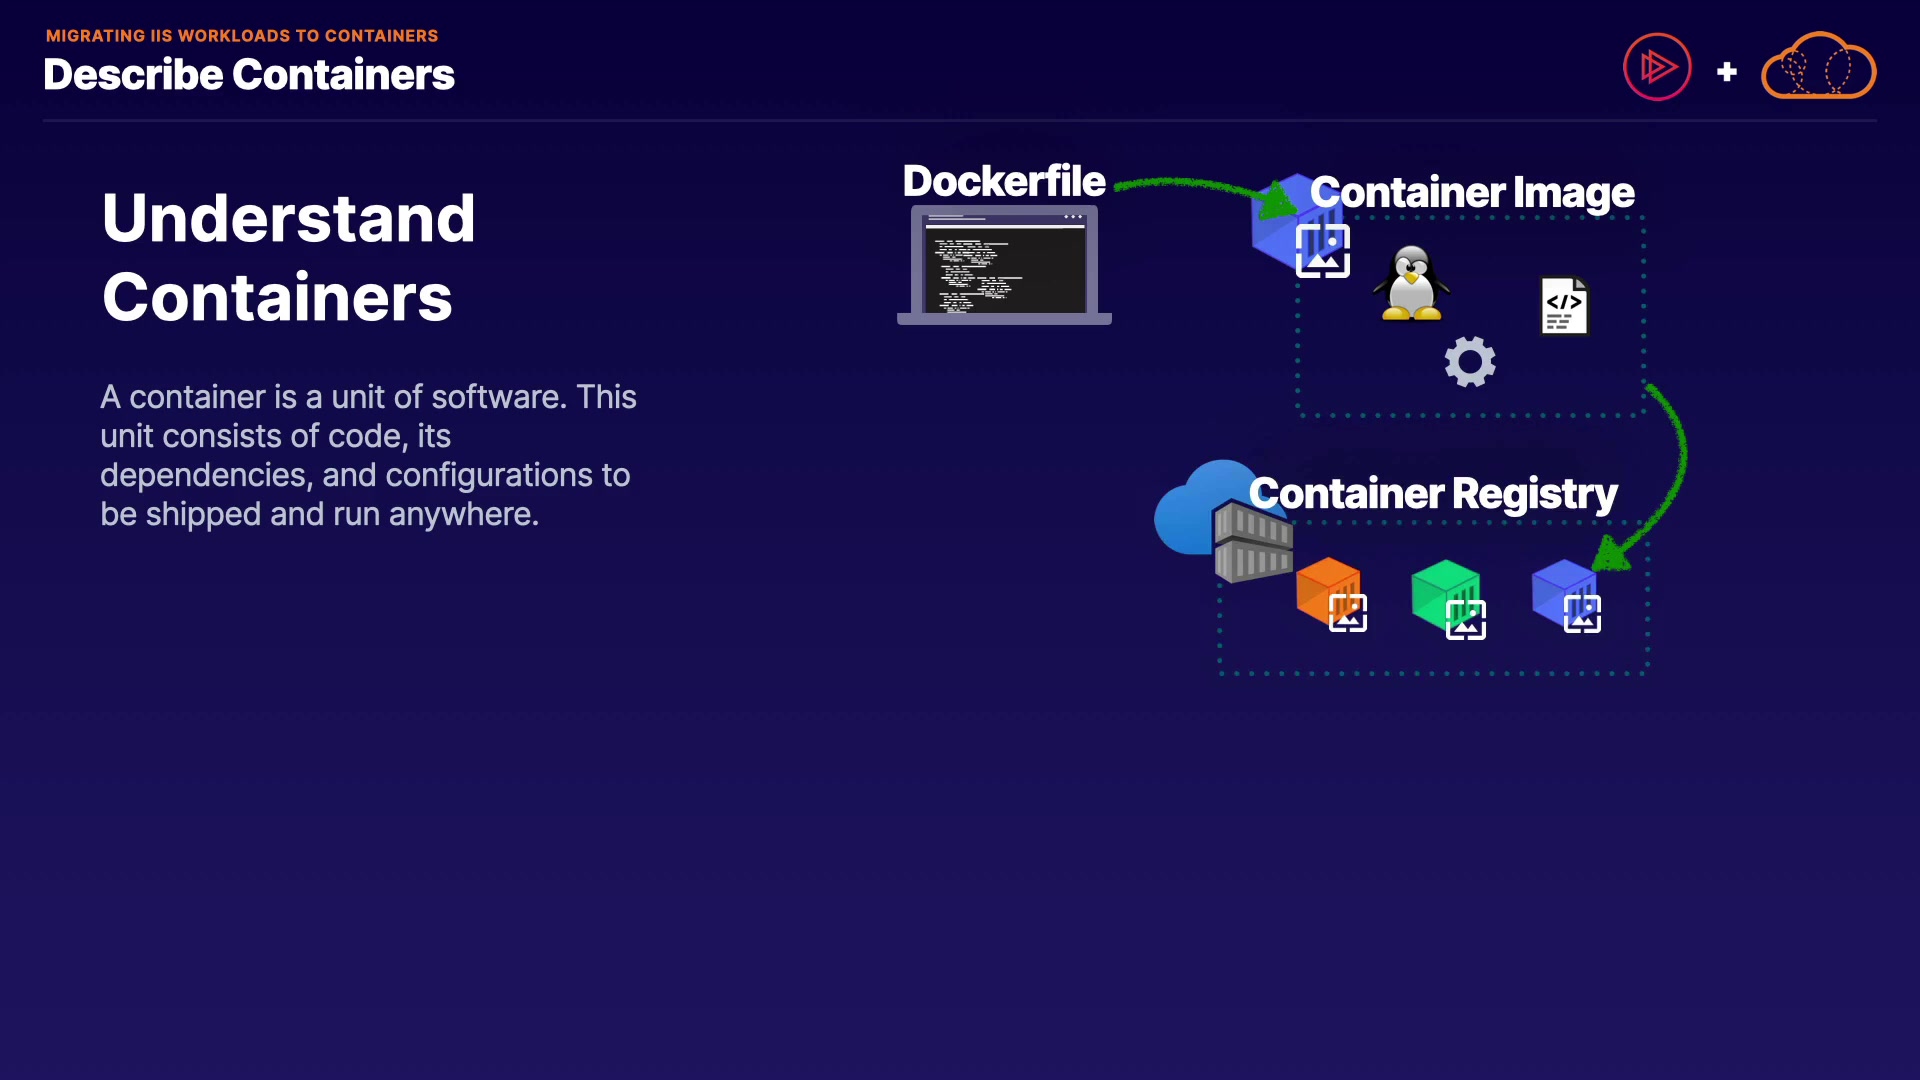 MIGRATING IIS WORKLOADS TO CONTAINERS
Describe Containers
Understand
Containers
A container is a unit of software. This
unit consists of code, its
dependencies, and configurations to
be shipped and run anywhere.
Dockerfile
Container Image
</>
Container Registry